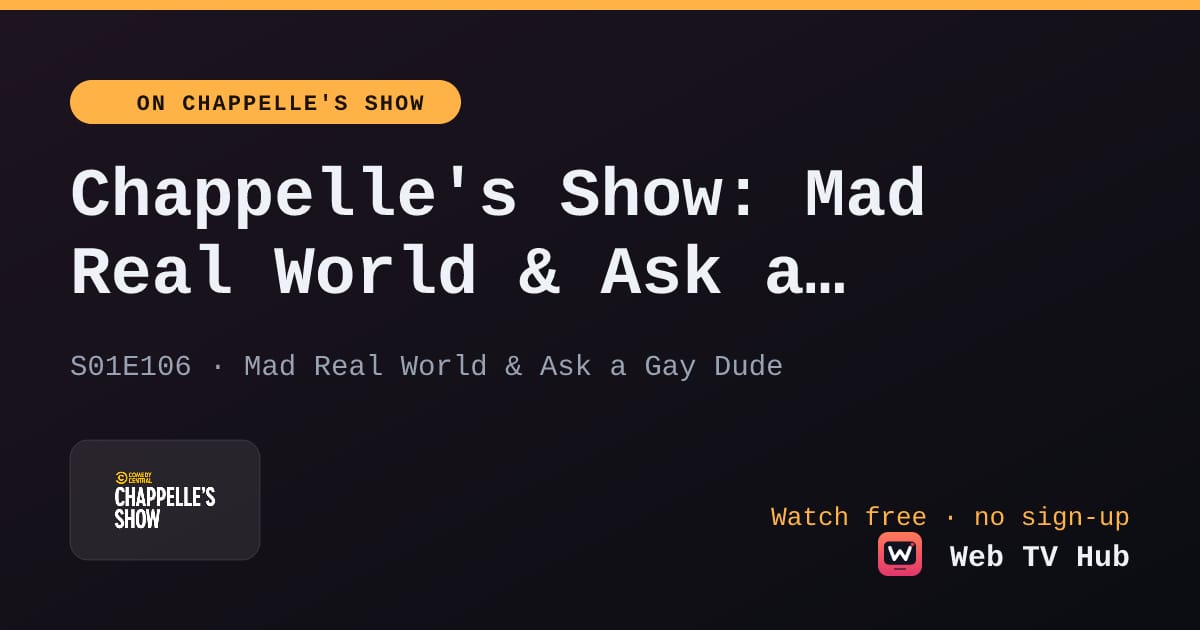 ON CHAPPELLE'S SHOW
Chappelle's Show: Mad
Real World & Ask a…
S01E106 · Mad Real World & Ask a Gay Dude
COMEDY
CENTRAL
CHAPPELLE'S
SHOW
Watch free · no sign-up
W
Web TV Hub